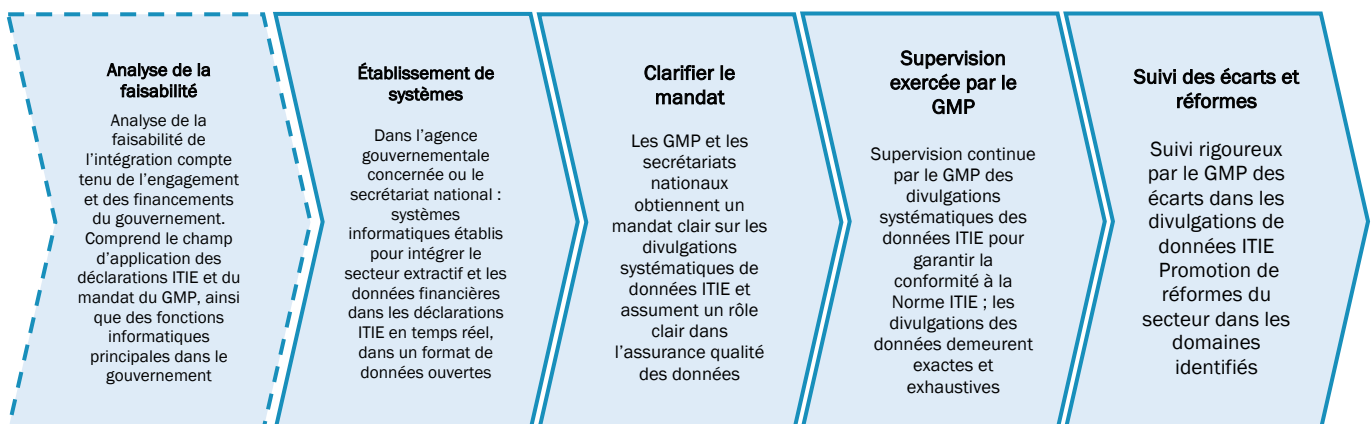 Analyse de la
faisabilité
Analyse de la
faisabilité de
l'intégration compte
tenu de l'engagement
et des financements
du gouvernement.
Comprend le champ
d'application des
déclarations ITIE et du
mandat du GMP, ainsi
que des fonctions
informatiques
principales dans le
gouvernement
Établissement de
systèmes
Dans l'agence
gouvernementale
concernée ou le
secrétariat national :
systèmes
informatiques établis
pour intégrer le
secteur extractif et les
données financières
dans les déclarations
ITIE en temps réel,
dans un format de
données ouvertes
Clarifier le
mandat
Les GMP et les
secrétariats
nationaux
obtiennent un
mandat clair sur les
divulgations
systématiques de
données ITIE et
assument un rôle
clair dans
l'assurance qualité
des données
Supervision
exercée par le
GMP
Supervision continue
par le GMP des
divulgations
systématiques des
données ITIE pour
garantir la
conformité à la
Norme ITIE ; les
divulgations des
données demeurent
exactes et
exhaustives
Suivi des écarts et
réformes
Suivi rigoureux
par le GMP des
écarts dans les
divulgations de
données ITIE
Promotion de
réformes du
secteur dans les
domaines
identifiés